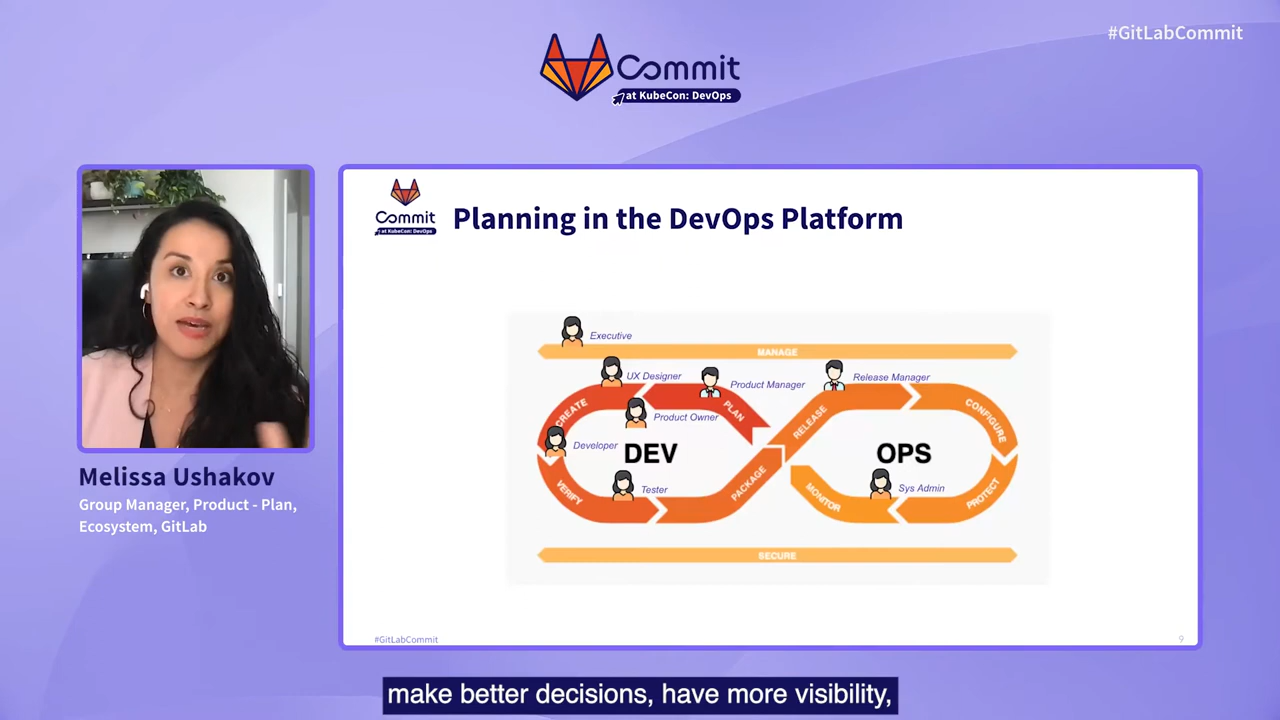 #GitLabCommit
Commit
at KubeCon: DevOps
Commit
at KubeCon: DevOps
Planning in the DevOps Platform
Executive
MANAGE
UX Designer
Product Manager
Release Manager
CREATE
PLAN
RELEASE
CONFIGURE
Product Owner
Developer
DEV
OPS
Tester
Sys Admin
VERIFY
PACKAGE
MONITOR
PROTECT
SECURE
Melissa Ushakov
Group Manager, Product - Plan,
Ecosystem, GitLab
#GitLabCommit
9
make better decisions, have more visibility,